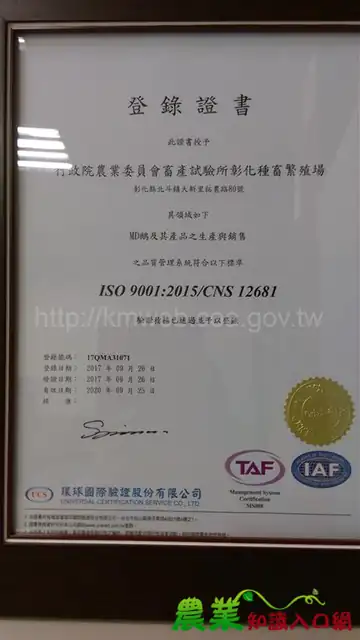 登錄證書
此證書授予
行政院農業委員會畜產試驗所彰化種畜繁殖場
彰化縣北斗鎮大新里紘農路80號
其領域如下
MD鵝及其產品之生產與銷售
之品質管理系統符合以下標準
ISO 9001:2015/CNS 12681
http://kmweb.coa.gov.tw
登錄號碼： 17QMA31071
登錄日期： 2017 年 09 月 26 日
發證日期： 2017 年 09 月 26 日
有效日期： 2020 年 09 月 25 日
TAF
Management System
Certification
MS008
IAF
UCS
環球國際驗證股份有限公司
UNIVERSAL CERTIFICATION SERVICE CO., LTD
農業知識入口網